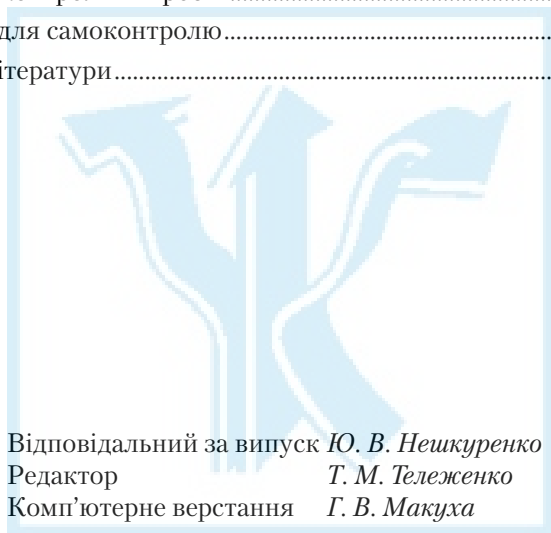 для самоконтролю
ітератури
Відповідальний за випуск Ю. В. Нешкуренко
Редактор Т. М. Тележенко
Комп’ютерне верстання Г. В. Макуха